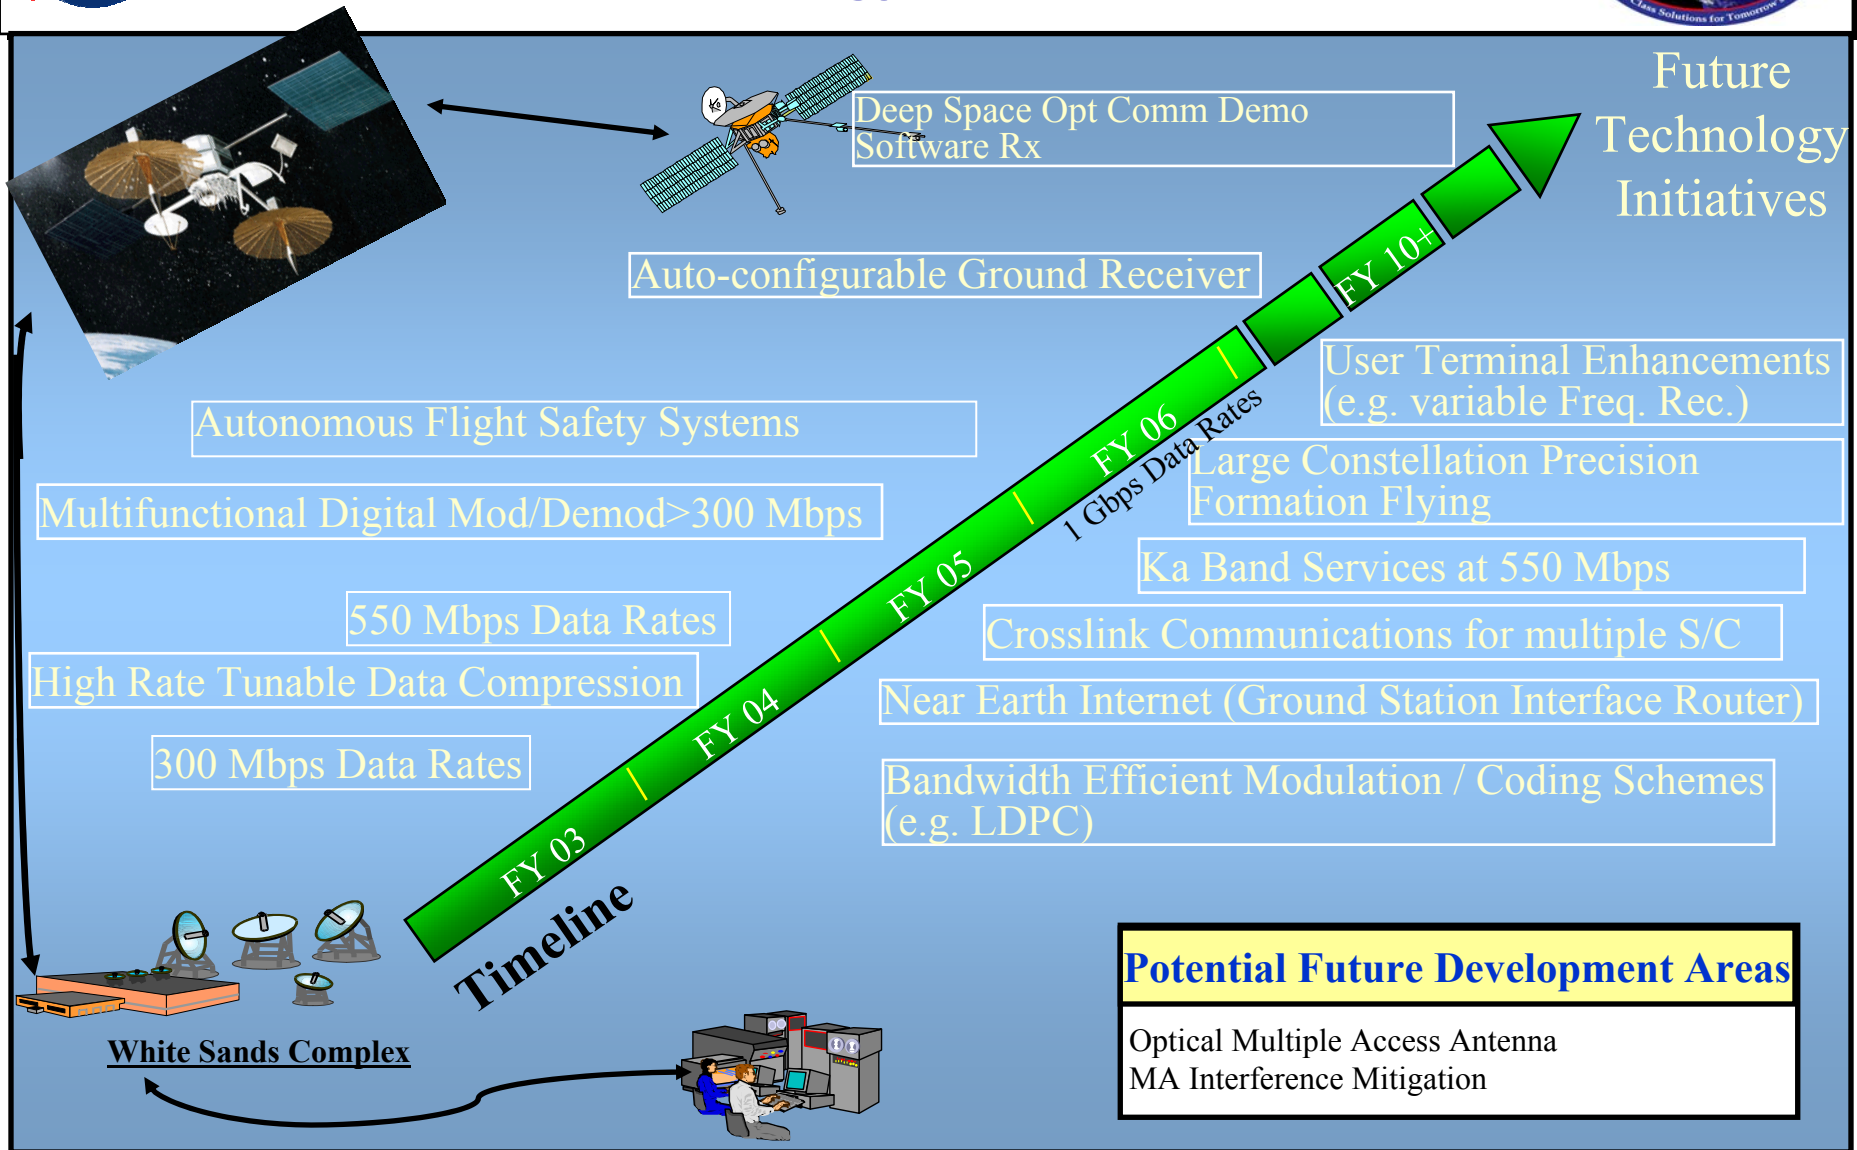 Class Solutions for Tomorrow
Future
Technology
Initiatives
Ka
Deep Space Opt Comm Demo
Software Rx
Auto-configurable Ground Receiver
FY 10+
User Terminal Enhancements
(e.g. variable Freq. Rec.)
Autonomous Flight Safety Systems
FY 06
1 Gbps Data Rates
Large Constellation Precision
Formation Flying
Multifunctional Digital Mod/Demod>300 Mbps
Ka Band Services at 550 Mbps
FY 05
550 Mbps Data Rates
Crosslink Communications for multiple S/C
High Rate Tunable Data Compression
Near Earth Internet (Ground Station Interface Router)
FY 04
300 Mbps Data Rates
Bandwidth Efficient Modulation / Coding Schemes
(e.g. LDPC)
FY 03
Timeline
White Sands Complex
Potential Future Development Areas
Optical Multiple Access Antenna
MA Interference Mitigation